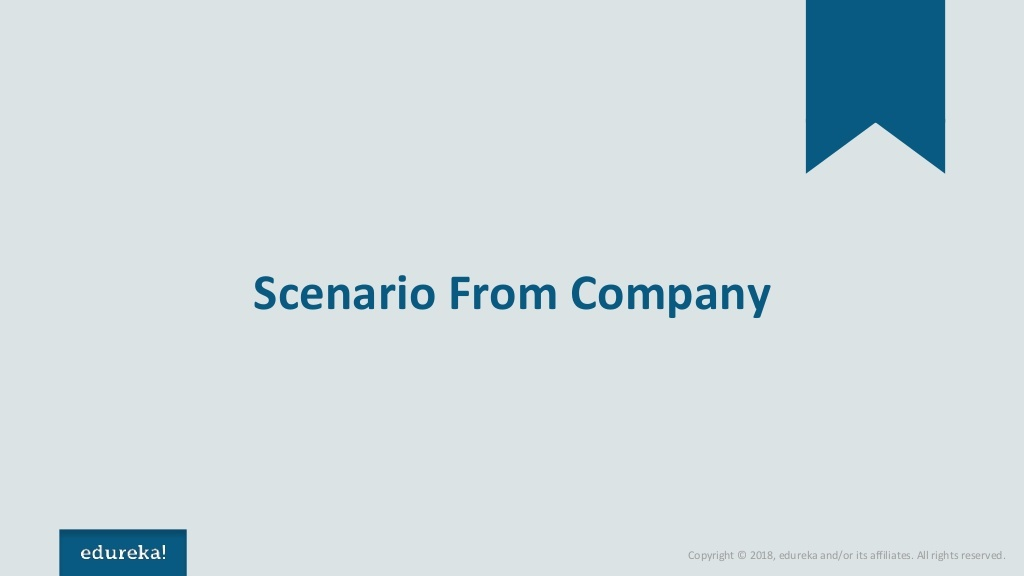 Scenario From Company
edureka!
Copyright © 2018, edureka and/or its affiliates. All rights reserved.